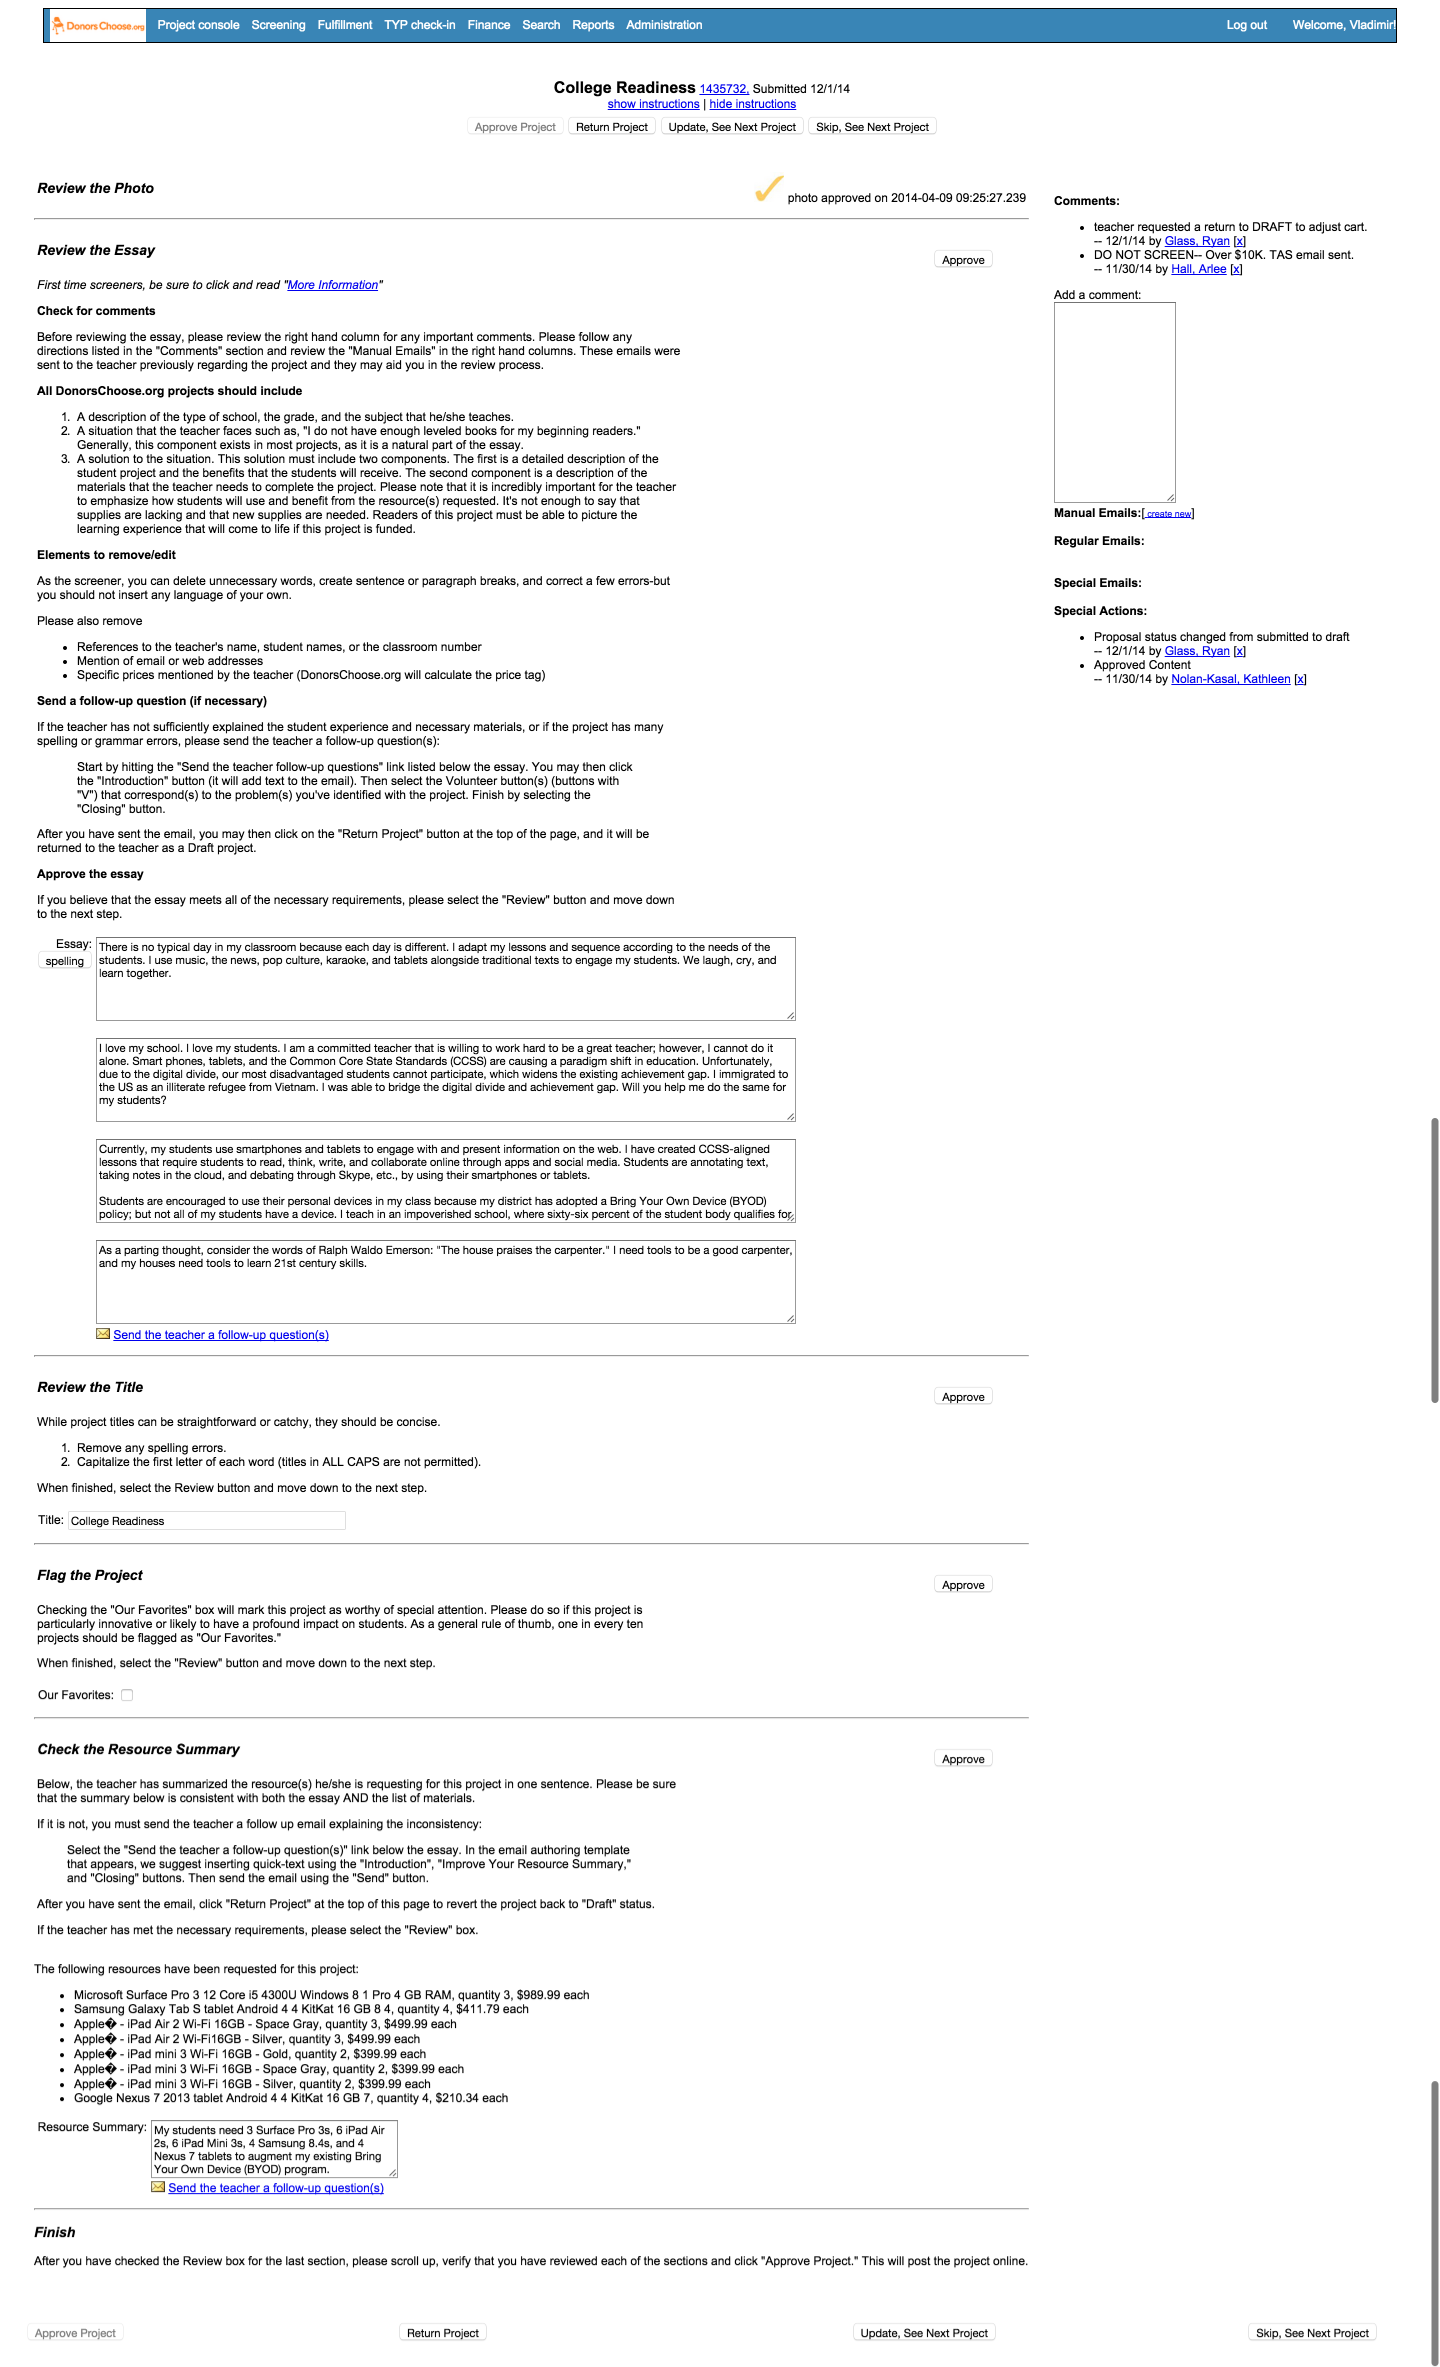 DonorsChoose.org Project console Screening Fulfillment TYP check-in Finance Search Reports Administration Log out Welcome, Vladimir!
College Readiness 1435732, Submitted 12/1/14
show instructions | hide instructions
Approve Project Return Project Update, See Next Project Skip, See Next Project
Review the Photo
photo approved on 2014-04-09 09:25:27.239
Review the Essay
Approve
First time screeners, be sure to click and read "More Information"
Check for comments
Before reviewing the essay, please review the right hand column for any important comments. Please follow any
directions listed in the "Comments" section and review the "Manual Emails" in the right hand columns. These emails were
sent to the teacher previously regarding the project and they may aid you in the review process.
All DonorsChoose.org projects should include
1. A description of the type of school, the grade, and the subject that he/she teaches.
2. A situation that the teacher faces such as, "I do not have enough leveled books for my beginning readers."
Generally, this component exists in most projects, as it is a natural part of the essay.
3. A solution to the situation. This solution must include two components. The first is a detailed description of the
student project and the benefits that the students will receive. The second component is a description of the
materials that the teacher needs to complete the project. Please note that it is incredibly important for the teacher
to emphasize how students will use and benefit from the resource(s) requested. It's not enough to say that
supplies are lacking and that new supplies are needed. Readers of this project must be able to picture the
learning experience that will come to life if this project is funded.
Elements to remove/edit
As the screener, you can delete unnecessary words, create sentence or paragraph breaks, and correct a few errors-but
you should not insert any language of your own.
Please also remove
• References to the teacher's name, student names, or the classroom number
• Mention of email or web addresses
• Specific prices mentioned by the teacher (DonorsChoose.org will calculate the price tag)
Send a follow-up question (if necessary)
If the teacher has not sufficiently explained the student experience and necessary materials, or if the project has many
spelling or grammar errors, please send the teacher a follow-up question(s):
Start by hitting the "Send the teacher follow-up questions" link listed below the essay. You may then click
the "Introduction" button (it will add text to the email). Then select the Volunteer button(s) (buttons with
"V") that correspond(s) to the problem(s) you've identified with the project. Finish by selecting the
"Closing" button.
After you have sent the email, you may then click on the "Return Project" button at the top of the page, and it will be
returned to the teacher as a Draft project.
Approve the essay
If you believe that the essay meets all of the necessary requirements, please select the "Review" button and move down
to the next step.
Essay:
spelling
There is no typical day in my classroom because each day is different. I adapt my lessons and sequence according to the needs of the
students. I use music, the news, pop culture, karaoke, and tablets alongside traditional texts to engage my students. We laugh, cry, and
learn together.
I love my school. I love my students. I am a committed teacher that is willing to work hard to be a great teacher; however, I cannot do it
alone. Smart phones, tablets, and the Common Core State Standards (CCSS) are causing a paradigm shift in education. Unfortunately,
due to the digital divide, our most disadvantaged students cannot participate, which widens the existing achievement gap. I immigrated to
the US as an illiterate refugee from Vietnam. I was able to bridge the digital divide and achievement gap. Will you help me do the same for
my students?
Currently, my students use smartphones and tablets to engage with and present information on the web. I have created CCSS-aligned
lessons that require students to read, think, write, and collaborate online through apps and social media. Students are annotating text,
taking notes in the cloud, and debating through Skype, etc., by using their smartphones or tablets.
Students are encouraged to use their personal devices in my class because my district has adopted a Bring Your Own Device (BYOD)
policy; but not all of my students have a device. I teach in an impoverished school, where sixty-six percent of the student body qualifies for
As a parting thought, consider the words of Ralph Waldo Emerson: "The house praises the carpenter." I need tools to be a good carpenter,
and my houses need tools to learn 21st century skills.
Send the teacher a follow-up question(s)
Review the Title
Approve
While project titles can be straightforward or catchy, they should be concise.
1. Remove any spelling errors.
2. Capitalize the first letter of each word (titles in ALL CAPS are not permitted).
When finished, select the Review button and move down to the next step.
Title: College Readiness
Flag the Project
Approve
Checking the "Our Favorites" box will mark this project as worthy of special attention. Please do so if this project is
particularly innovative or likely to have a profound impact on students. As a general rule of thumb, one in every ten
projects should be flagged as "Our Favorites."
When finished, select the "Review" button and move down to the next step.
Our Favorites:
Check the Resource Summary
Approve
Below, the teacher has summarized the resource(s) he/she is requesting for this project in one sentence. Please be sure
that the summary below is consistent with both the essay AND the list of materials.
If it is not, you must send the teacher a follow up email explaining the inconsistency:
Select the "Send the teacher a follow-up question(s)" link below the essay. In the email authoring template
that appears, we suggest inserting quick-text using the "Introduction", "Improve Your Resource Summary,"
and "Closing" buttons. Then send the email using the "Send" button.
After you have sent the email, click "Return Project" at the top of this page to revert the project back to "Draft" status.
If the teacher has met the necessary requirements, please select the "Review" box.
The following resources have been requested for this project:
• Microsoft Surface Pro 3 12 Core i5 4300U Windows 8 1 Pro 4 GB RAM, quantity 3, $989.99 each
• Samsung Galaxy Tab S tablet Android 4 4 KitKat 16 GB 8 4, quantity 4, $411.79 each
• Apple� - iPad Air 2 Wi-Fi 16GB - Space Gray, quantity 3, $499.99 each
• Apple� - iPad Air 2 Wi-Fi16GB - Silver, quantity 3, $499.99 each
• Apple� - iPad mini 3 Wi-Fi 16GB - Gold, quantity 2, $399.99 each
• Apple� - iPad mini 3 Wi-Fi 16GB - Space Gray, quantity 2, $399.99 each
• Apple� - iPad mini 3 Wi-Fi 16GB - Silver, quantity 2, $399.99 each
• Google Nexus 7 2013 tablet Android 4 4 KitKat 16 GB 7, quantity 4, $210.34 each
Resource Summary:
My students need 3 Surface Pro 3s, 6 iPad Air
2s, 6 iPad Mini 3s, 4 Samsung 8.4s, and 4
Nexus 7 tablets to augment my existing Bring
Your Own Device (BYOD) program.
Send the teacher a follow-up question(s)
Finish
After you have checked the Review box for the last section, please scroll up, verify that you have reviewed each of the sections and click "Approve Project." This will post the project online.
Comments:
• teacher requested a return to DRAFT to adjust cart.
-- 12/1/14 by Glass, Ryan [x]
• DO NOT SCREEN-- Over $10K. TAS email sent.
-- 11/30/14 by Hall, Arlee [x]
Add a comment:
Manual Emails:[ create new]
Regular Emails:
Special Emails:
Special Actions:
• Proposal status changed from submitted to draft
-- 12/1/14 by Glass, Ryan [x]
• Approved Content
-- 11/30/14 by Nolan-Kasal, Kathleen [x]
Approve Project Return Project Update, See Next Project Skip, See Next Project